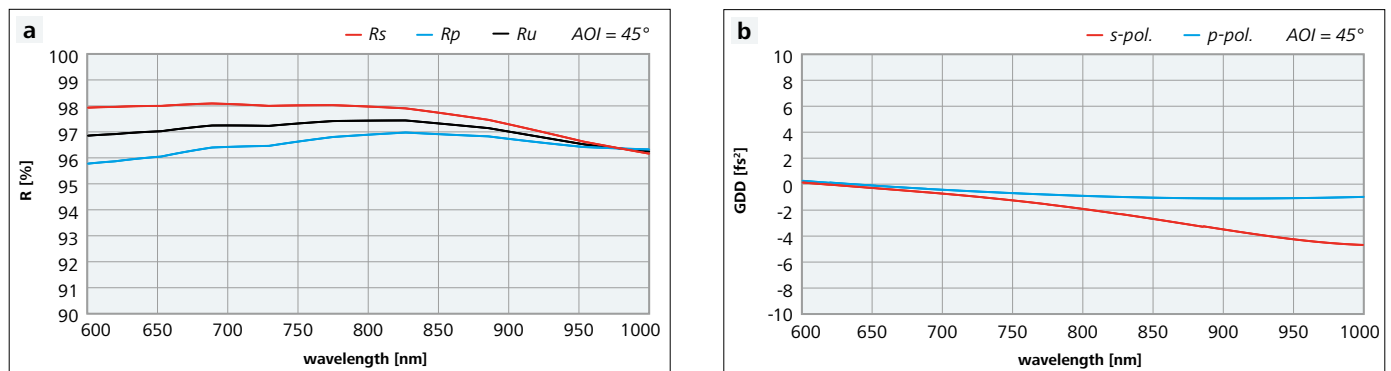 a
Rs Rp Ru AOI = 45°
100
99
98
97
96
95
94
93
92
91
90
R [%]
600 650 700 750 800 850 900 950 1000
wavelength [nm]
b
s-pol. p-pol. AOI = 45°
10
8
6
4
2
0
-2
-4
-6
-8
-10
GDD [fs²]
600 650 700 750 800 850 900 950 1000
wavelength [nm]